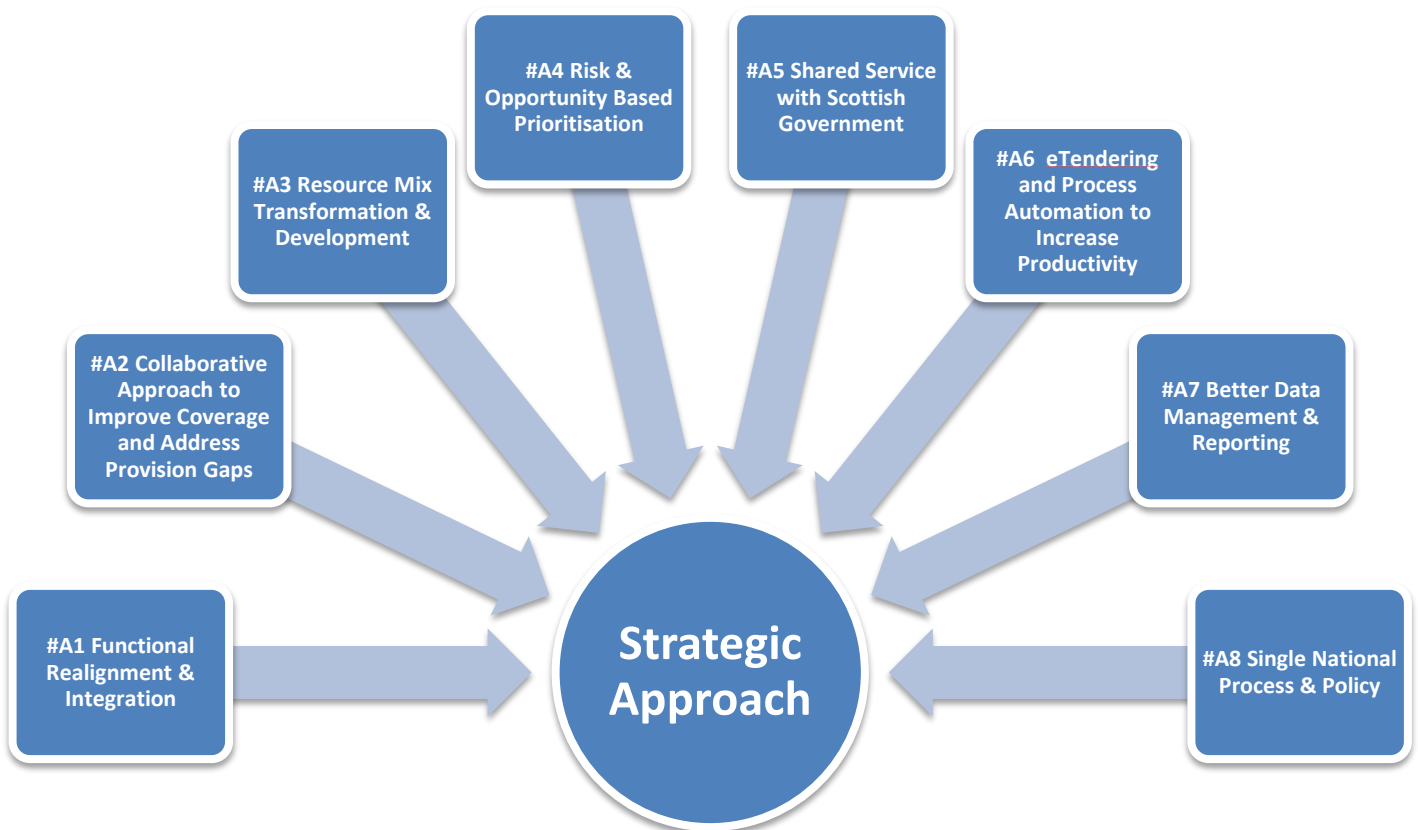 #A1 Functional
Realignment &
Integration
#A2 Collaborative
Approach to
Improve Coverage
and Address
Provision Gaps
#A3 Resource Mix
Transformation &
Development
#A4 Risk &
Opportunity Based
Prioritisation
#A5 Shared Service
with Scottish
Government
#A6 eTendering
and Process
Automation to
Increase
Productivity
#A7 Better Data
Management &
Reporting
#A8 Single National
Process & Policy
Strategic
Approach